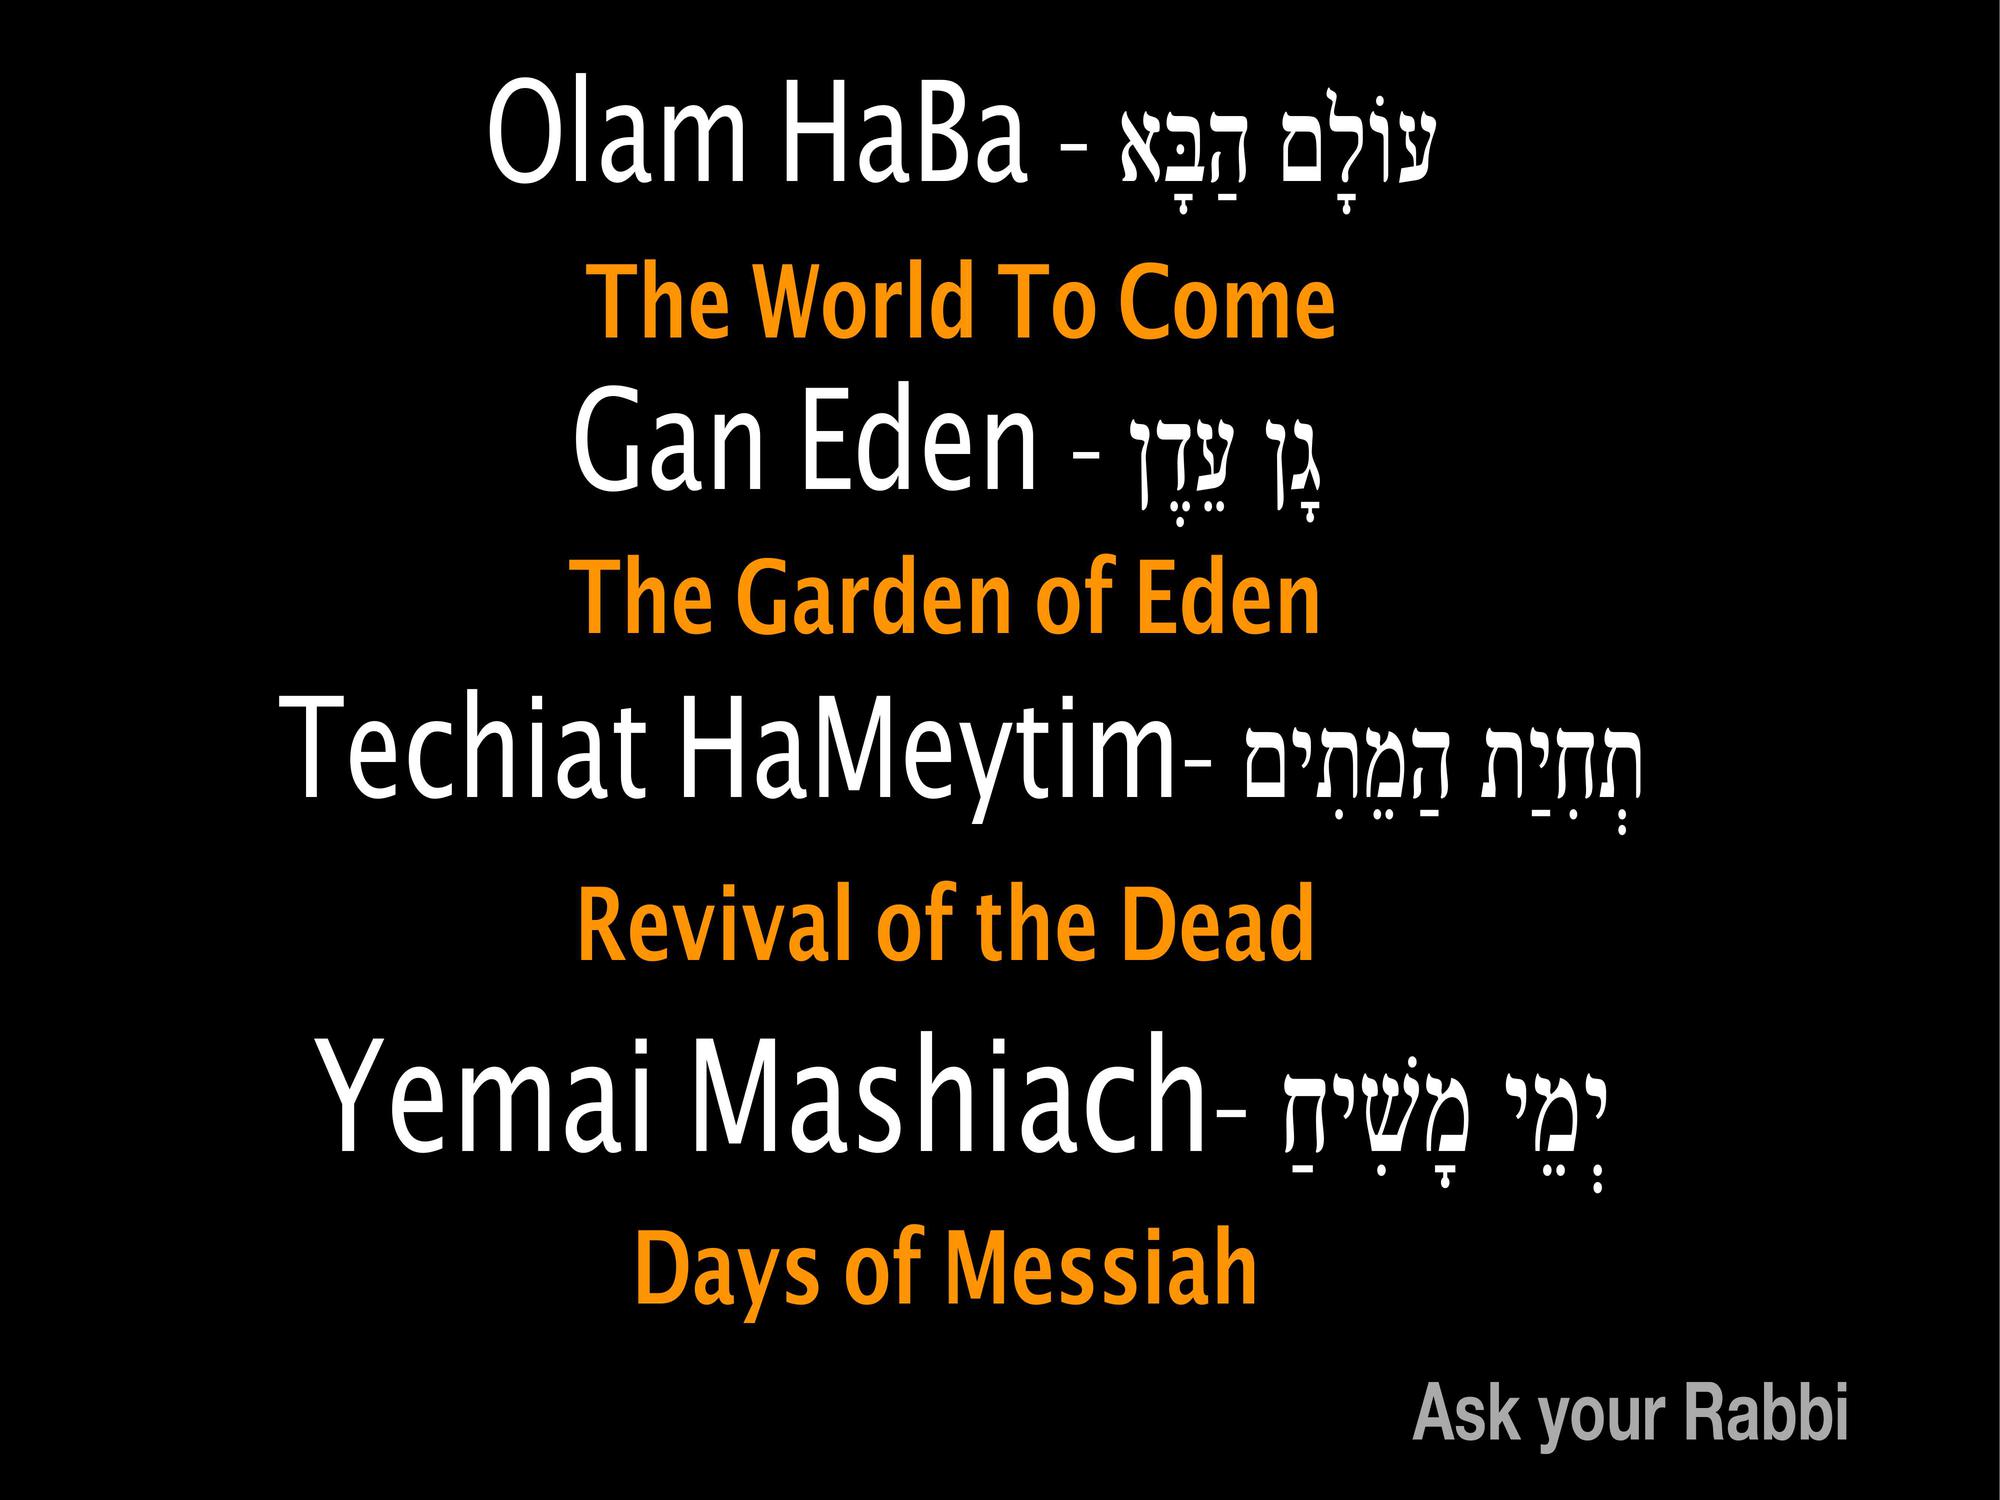 Olam HaBa - עוֹלָם הַבָּא
The World To Come
Gan Eden - גָן עֵדֶן
The Garden of Eden
Techiat HaMeytim- תְחִיַת הַמֵתִים
Revival of the Dead
Yemai Mashiach- יְמֵי מָשִׁיחַ
Days of Messiah
Ask your Rabbi